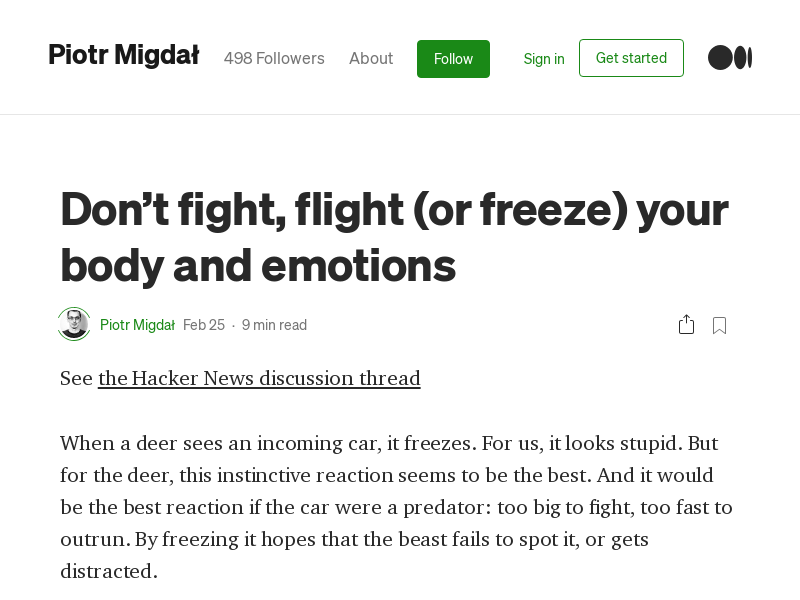 Piotr Migdał 498 Followers About Follow Sign in Get started
Don’t fight, flight (or freeze) your
body and emotions
Piotr Migdał Feb 25 · 9 min read
See the Hacker News discussion thread
When a deer sees an incoming car, it freezes. For us, it looks stupid. But
for the deer, this instinctive reaction seems to be the best. And it would
be the best reaction if the car were a predator: too big to fight, too fast to
outrun. By freezing it hopes that the beast fails to spot it, or gets
distracted.